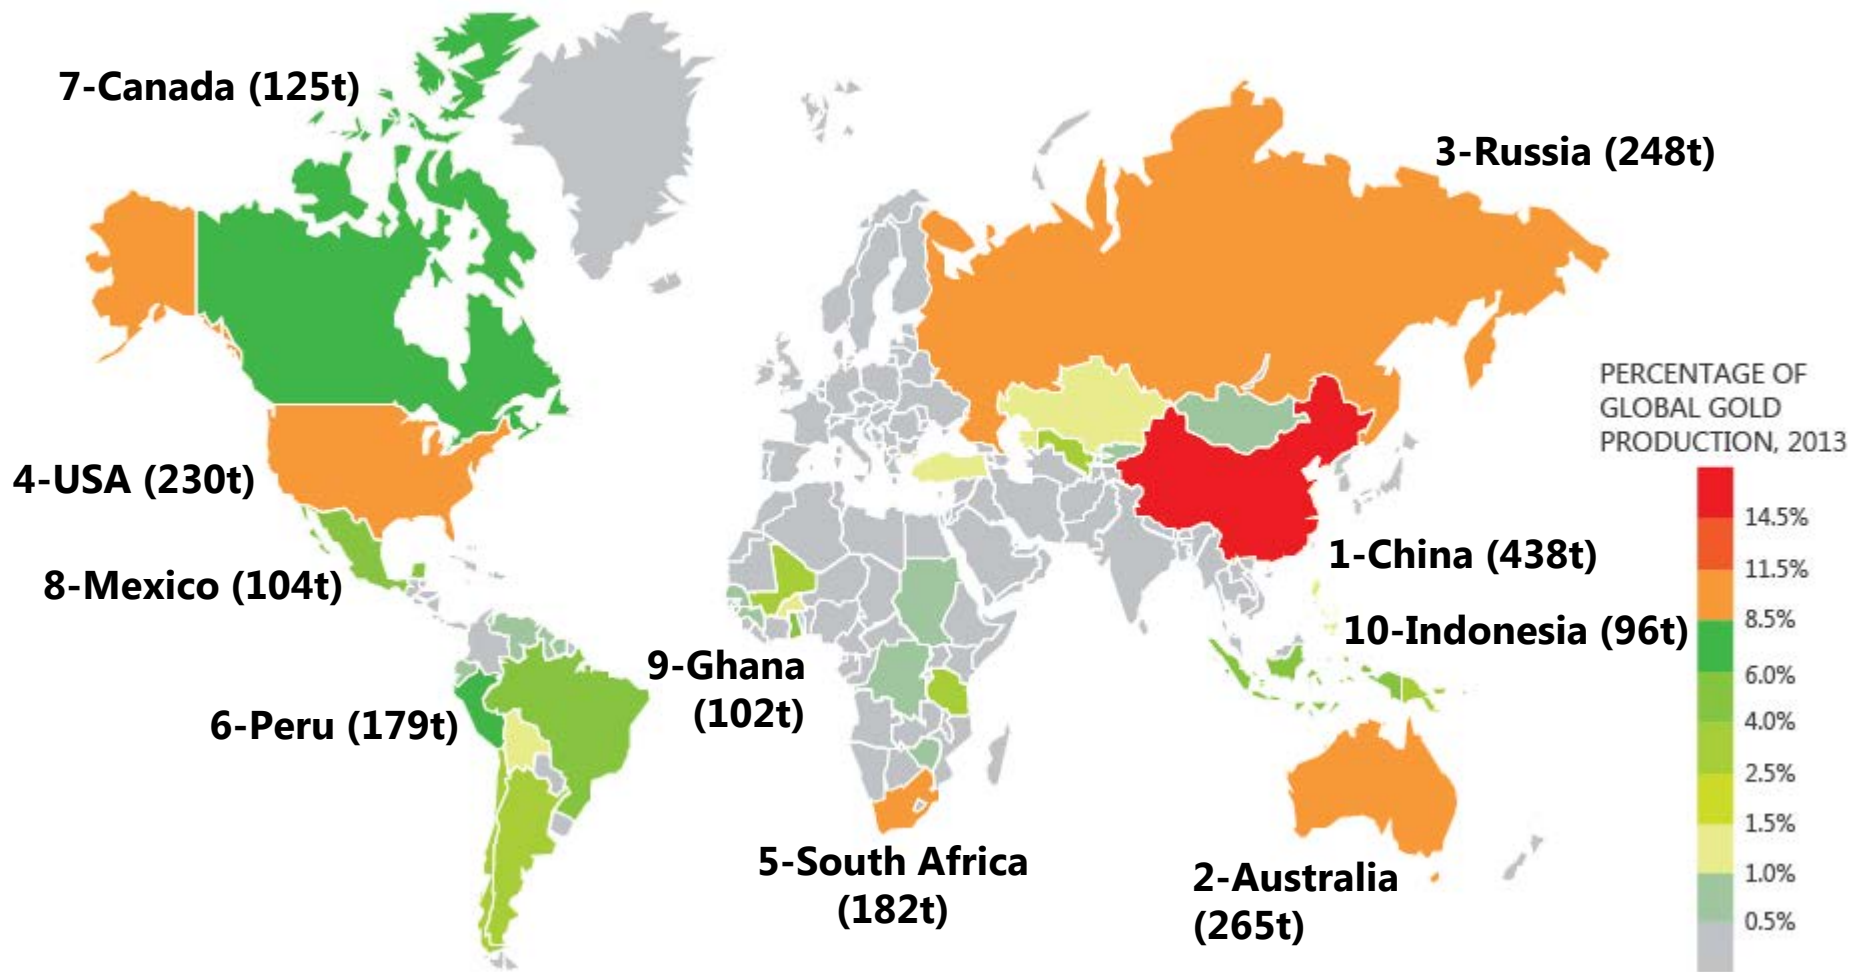 7-Canada (125t)
3-Russia (248t)
PERCENTAGE OF
GLOBAL GOLD
PRODUCTION, 2013
4-USA (230t)
14.5%
1-China (438t)
11.5%
8-Mexico (104t)
8.5%
10-Indonesia (96t)
9-Ghana
(102t)
6.0%
6-Peru (179t)
4.0%
2.5%
1.5%
5-South Africa
(182t)
2-Australia
(265t)
1.0%
0.5%